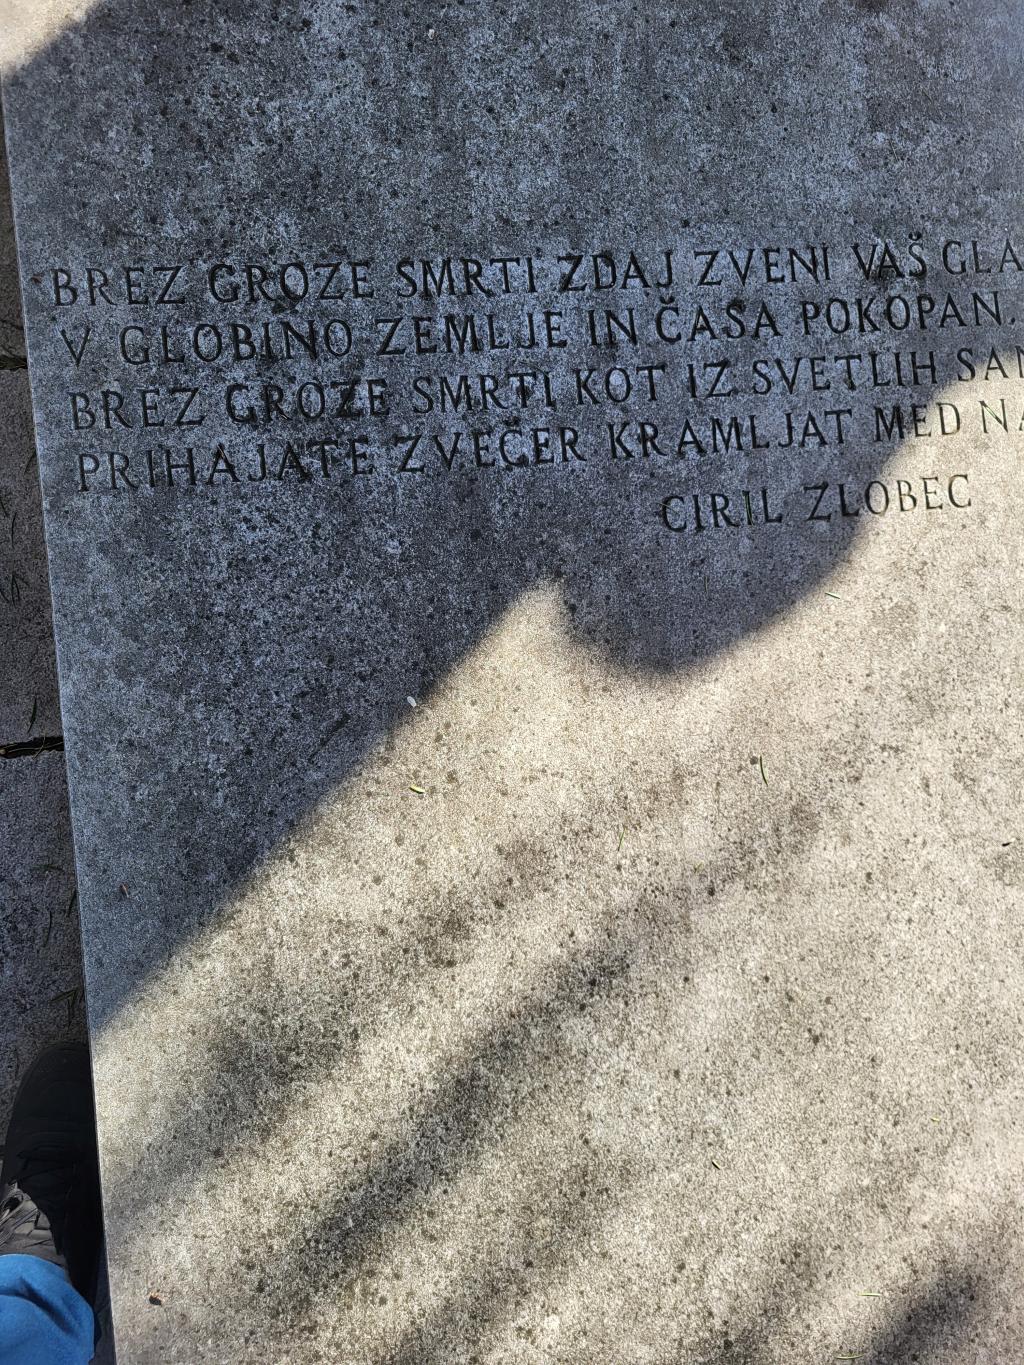 BREZ GROZE SMRTI ZDAJ ZVENI VAŠ
V GLOBINO ZEMLJE IN ČASA POKOPAN.
BREZ GROZE SMRTI KOT IZ SVETLIH
PRIHAJATE ZVEČER KRAMLJAT MED
CIRIL ZLOBEC